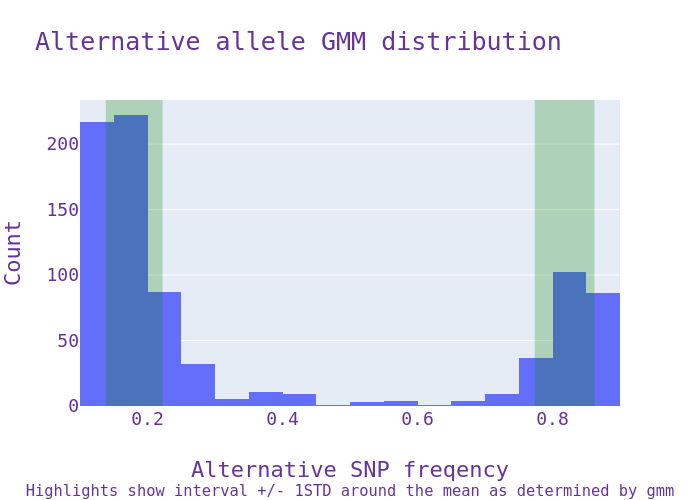 Alternative allele GMM distribution
200
150
100
50
0
Count
0.2 0.4 0.6 0.8
Alternative SNP freqency
Highlights show interval +/- 1STD around the mean as determined by gmm